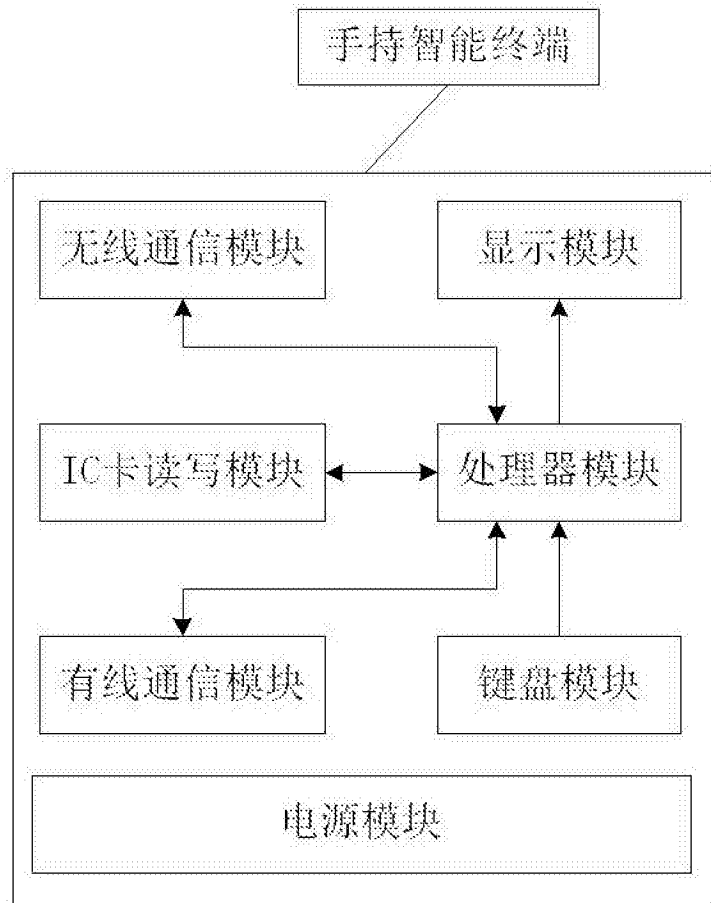 手持智能终端
无线通信模块
显示模块
IC卡读写模块
处理器模块
有线通信模块
键盘模块
电源模块